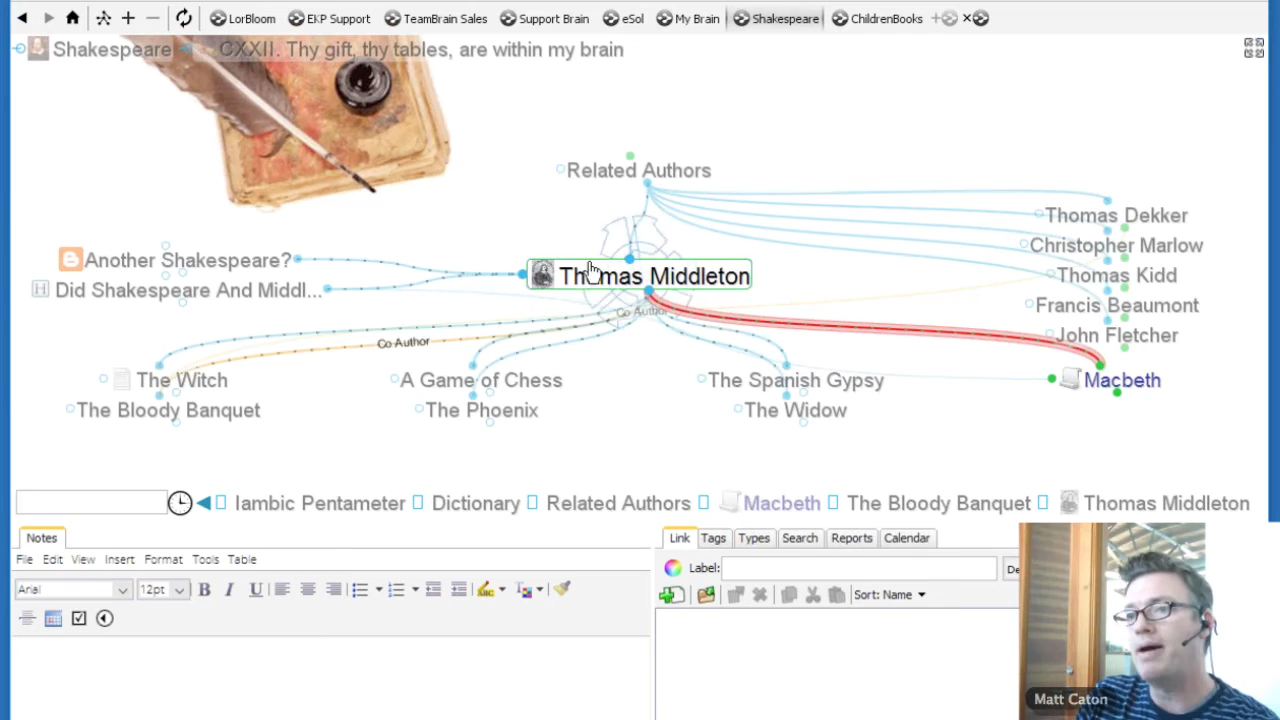 LorBloom EKP Support TeamBrain Sales Support Brain eSol My Brain Shakespeare ChildrenBooks
Shakespeare CXXII. Thy gift, thy tables, are within my brain
Related Authors
Thomas Dekker
Christopher Marlow
Another Shakespeare?
Thomas Middleton
Thomas Kidd
Did Shakespeare And Middl...
Francis Beaumont
Co Author
John Fletcher
Co Author
The Witch A Game of Chess The Spanish Gypsy Macbeth
The Bloody Banquet The Phoenix The Widow
Iambic Pentameter Dictionary Related Authors Macbeth The Bloody Banquet Thomas Middleton
Notes Link Tags Types Search Reports Calendar
File Edit View Insert Format Tools Table
Label: De
Arial 12pt B I U ABC T
Sort: Name
Matt Caton